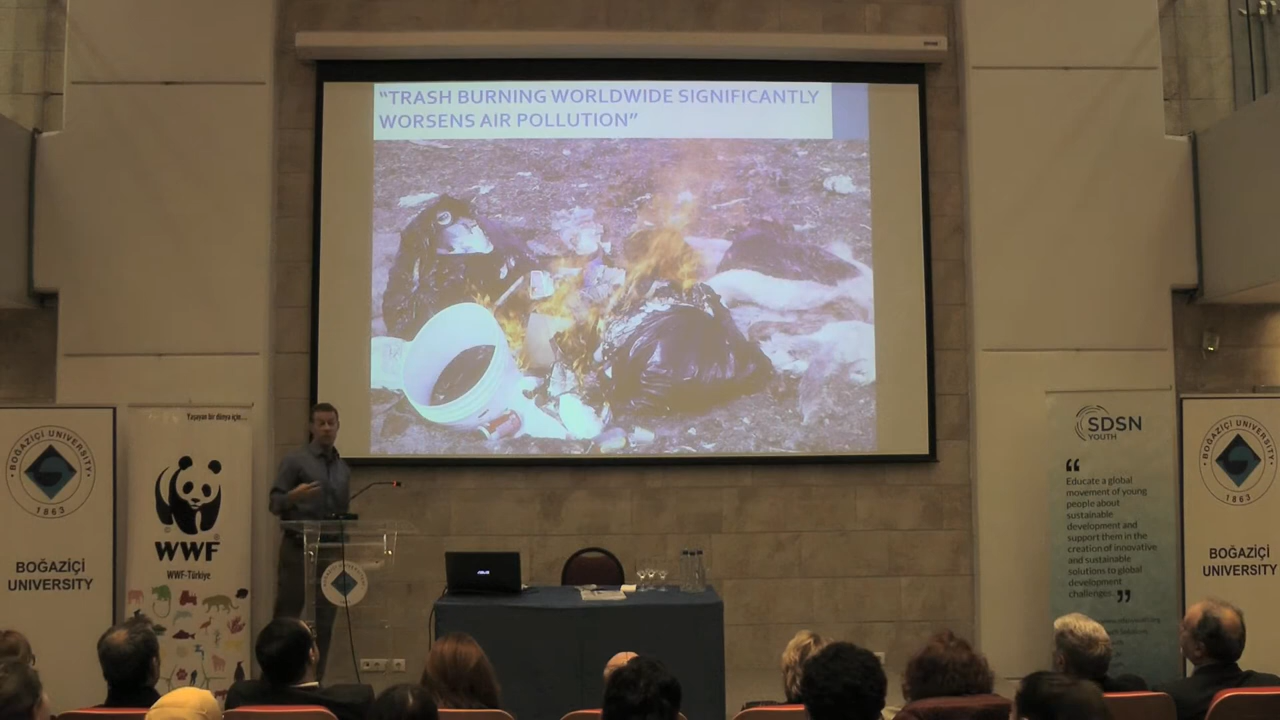 “TRASH BURNING WORLDWIDE SIGNIFICANTLY
WORSENS AIR POLLUTION”
BOĞAZİÇİ UNIVERSITY
1863
BOĞAZİÇİ
UNIVERSITY
Yaşayan bir dünya için...
WWF
WWF-Türkiye
ASUS
SDSN
YOUTH
“
Educate a global
movement of young
people about
sustainable
development and
support them in the
creation of innovative
and sustainable
solutions to global
development
challenges.”
BOĞAZİÇİ UNIVERSITY
1863
BOĞAZİÇİ
UNIVERSITY